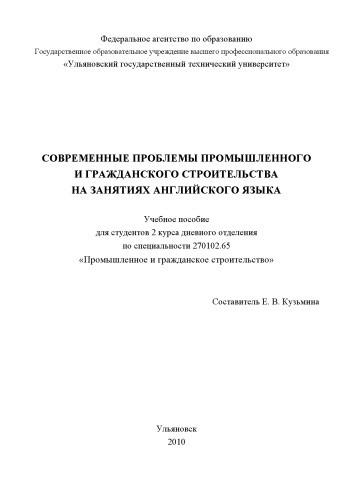 Федеральное агентство по образованию
Государственное образовательное учреждение высшего профессионального образования
«Ульяновский государственный технический университет»
СОВРЕМЕННЫЕ ПРОБЛЕМЫ ПРОМЫШЛЕННОГО
И ГРАЖДАНСКОГО СТРОИТЕЛЬСТВА
НА ЗАНЯТИЯХ АНГЛИЙСКОГО ЯЗЫКА
Учебное пособие
для студентов 2 курса дневного отделения
по специальности 270102.65
«Промышленное и гражданское строительство»
Составитель Е. В. Кузьмина
Ульяновск
2010